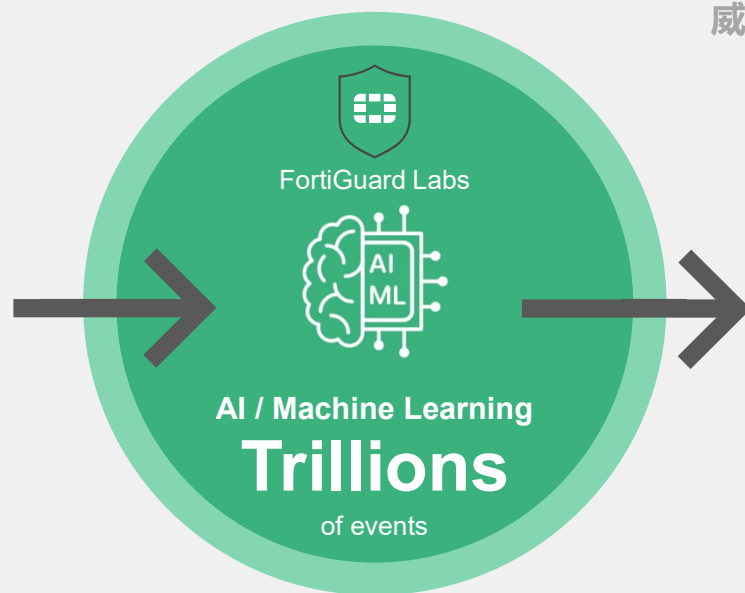 威
FortiGuard Labs
AI
ML
AI / Machine Learning
Trillions
of events